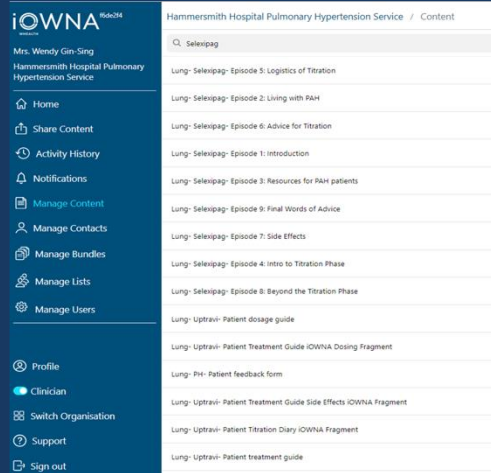 iOWNA f6de2f4
Mrs. Wendy Gin-Sing
Hammersmith Hospital Pulmonary
Hypertension Service
Home
Share Content
Activity History
Notifications
Manage Content
Manage Contacts
Manage Bundles
Manage Lists
Manage Users
Profile
Clinician
Switch Organisation
Support
Sign out
Hammersmith Hospital Pulmonary Hypertension Service / Content
Selexipag
Lung- Selexipag- Episode 5: Logistics of Titration
Lung- Selexipag- Episode 2: Living with PAH
Lung- Selexipag- Episode 6: Advice for Titration
Lung- Selexipag- Episode 1: Introduction
Lung- Selexipag- Episode 3: Resources for PAH patients
Lung- Selexipag- Episode 9: Final Words of Advice
Lung- Selexipag- Episode 7: Side Effects
Lung- Selexipag- Episode 4: Intro to Titration Phase
Lung- Selexipag- Episode 8: Beyond the Titration Phase
Lung- Uptravi- Patient dosage guide
Lung- Uptravi- Patient Treatment Guide iOWNA Dosing Fragment
Lung- PH- Patient feedback form
Lung- Uptravi- Patient Treatment Guide Side Effects iOWNA Fragment
Lung- Uptravi- Patient Titration Diary iOWNA Fragment
Lung- Uptravi- Patient treatment guide